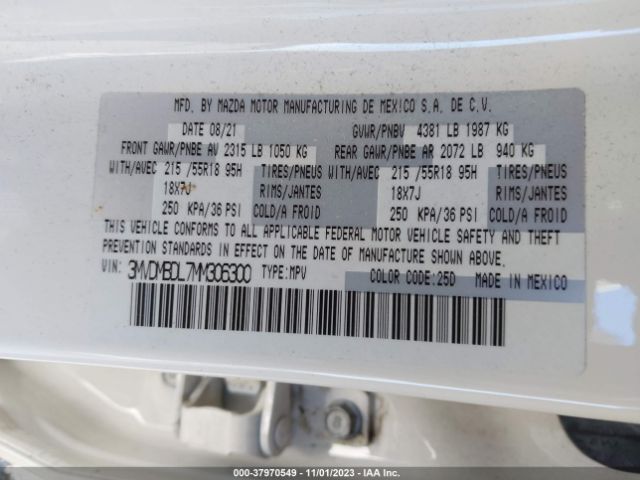 MFD. BY MAZDA MOTOR MANUFACTURING DE MEXICO S.A. DE C.V.
DATE 08/21 GVWR/PNBV 4381 LB 1987 KG
FRONT GAWR/PNBE AV 2315 LB 1050 KG REAR GAWR/PNBE AR 2072 LB 940 KG
WITH/AVEC 215 /55R18 95H TIRES/PNEUS WITH/AVEC 215 /55R18 95H TIRES/PNEUS
18X7J RIMS/JANTES 18X7J RIMS/JANTES
250 KPA/36 PSI COLD/A FROID 250 KPA/36 PSI COLD/A FROID
THIS VEHICLE CONFORMS TO ALL APPLICABLE FEDERAL MOTOR VEHICLE SAFETY AND THEFT
PREVENTION STANDARDS IN EFFECT ON THE DATE OF MANUFACTURE SHOWN ABOVE.
VIN: 3MVDMBDL7MM306300 TYPE:MPV COLOR CODE:25D MADE IN MEXICO
000-37970549 - 11/01/2023 - IAAI.COM